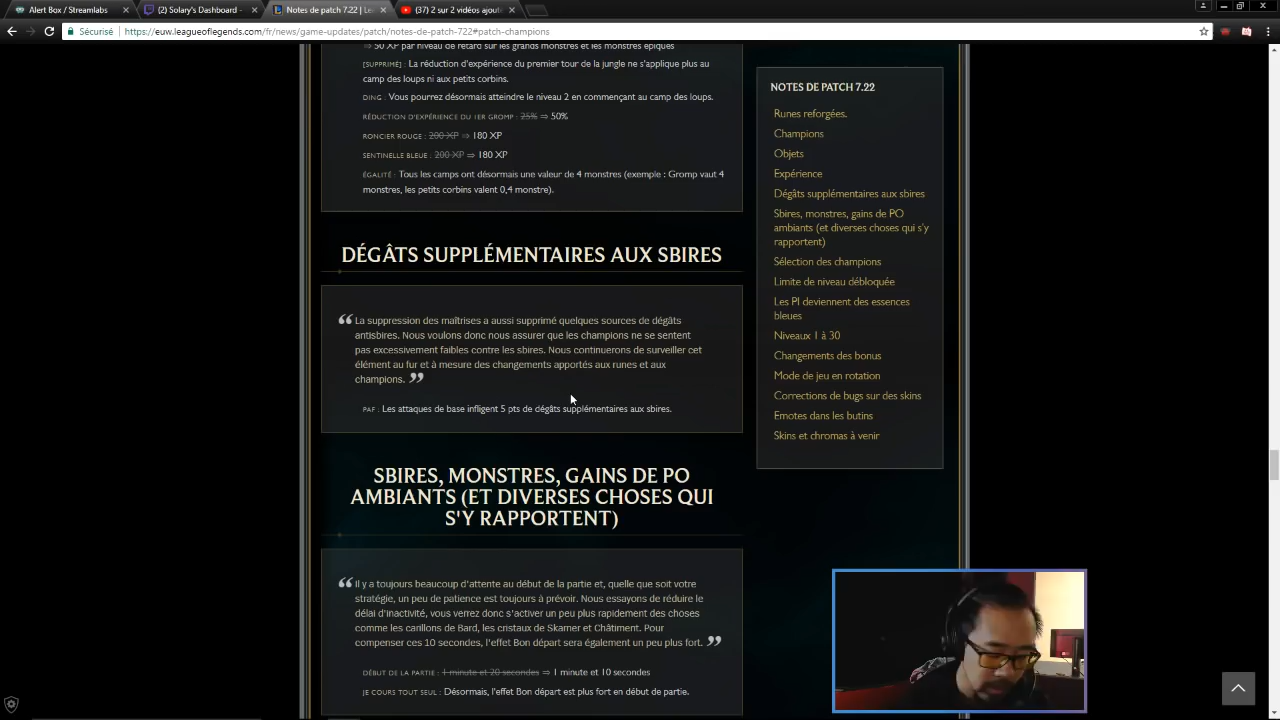 Alert Box / Streamlabs
(2) Solary's Dashboard -
Notes de patch 7.22 | Le
(37) 2 sur 2 vidéos ajout
Sécurisé https://euw.leagueoflegends.com/fr/news/game-updates/patch/notes-de-patch-722#patch-champions
⇒ 50 XP par niveau de retard sur les grands monstres et les monstres épiques
[SUPPRIMÉ] : La réduction d'expérience du premier tour de la jungle ne s'applique plus au
camp des loups ni aux petits corbins.
DING : Vous pourrez désormais atteindre le niveau 2 en commençant au camp des loups.
RÉDUCTION D'EXPÉRIENCE DU 1ER GROMP : 25% ⇒ 50%
RONCIER ROUGE : 200 XP ⇒ 180 XP
SENTINELLE BLEUE : 200 XP ⇒ 180 XP
ÉGALITÉ : Tous les camps ont désormais une valeur de 4 monstres (exemple : Gromp vaut 4
monstres, les petits corbins valent 0,4 monstre).
DÉGÂTS SUPPLÉMENTAIRES AUX SBIRES
“ La suppression des maîtrises a aussi supprimé quelques sources de dégâts
antisbires. Nous voulons donc nous assurer que les champions ne se sentent
pas excessivement faibles contre les sbires. Nous continuerons de surveiller cet
élément au fur et à mesure des changements apportés aux runes et aux
champions. ”
PAF : Les attaques de base infligent 5 pts de dégâts supplémentaires aux sbires.
SBIRES, MONSTRES, GAINS DE PO
AMBIANTS (ET DIVERSES CHOSES QUI
S'Y RAPPORTENT)
“ Il y a toujours beaucoup d'attente au début de la partie et, quelle que soit votre
stratégie, un peu de patience est toujours à prévoir. Nous essayons de réduire le
délai d'inactivité, vous verrez donc s'activer un peu plus rapidement des choses
comme les carillons de Bard, les cristaux de Skarner et Châtiment. Pour
compenser ces 10 secondes, l'effet Bon départ sera également un peu plus fort. ”
DÉBUT DE LA PARTIE : 1 minute et 20 secondes ⇒ 1 minute et 10 secondes
JE COURS TOUT SEUL : Désormais, l'effet Bon départ est plus fort en début de partie.
NOTES DE PATCH 7.22
Runes reforgées.
Champions
Objets
Expérience
Dégâts supplémentaires aux sbires
Sbires, monstres, gains de PO
ambiants (et diverses choses qui s'y
rapportent)
Sélection des champions
Limite de niveau débloquée
Les PI deviennent des essences
bleues
Niveaux 1 à 30
Changements des bonus
Mode de jeu en rotation
Corrections de bugs sur des skins
Emotes dans les butins
Skins et chromas à venir